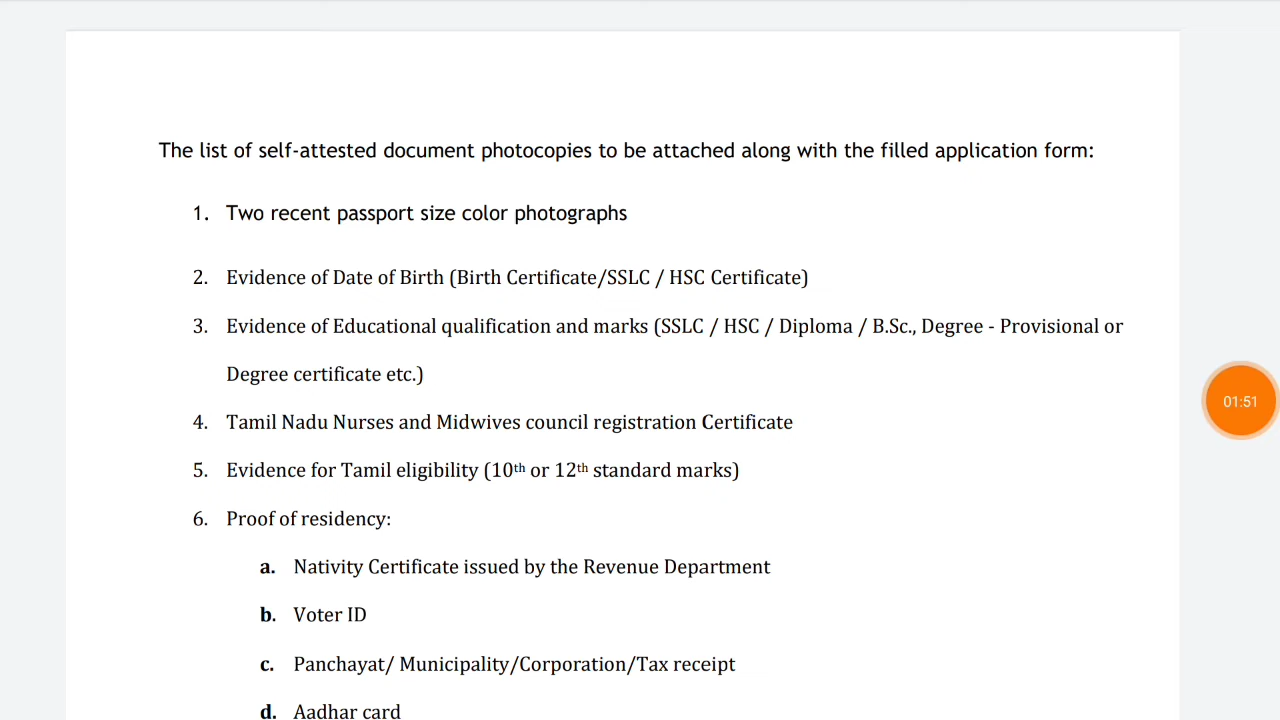 The list of self-attested document photocopies to be attached along with the filled application form:
1. Two recent passport size color photographs
2. Evidence of Date of Birth (Birth Certificate/SSLC / HSC Certificate)
3. Evidence of Educational qualification and marks (SSLC / HSC / Diploma / B.Sc., Degree - Provisional or
Degree certificate etc.)
01:51
4. Tamil Nadu Nurses and Midwives council registration Certificate
5. Evidence for Tamil eligibility (10th or 12th standard marks)
6. Proof of residency:
a. Nativity Certificate issued by the Revenue Department
b. Voter ID
c. Panchayat/ Municipality/Corporation/Tax receipt
d. Aadhar card